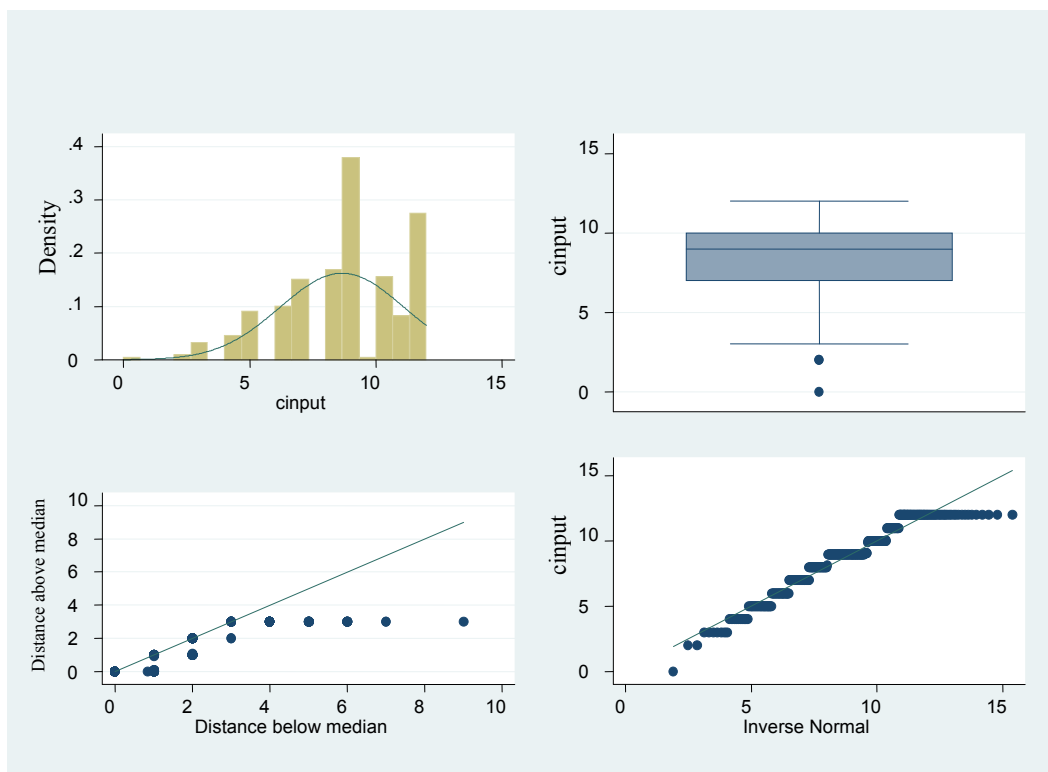 .4
.3
.2
.1
0
Density
0 5 10 15
cinput
15
10
5
0
cinput
10
8
6
4
2
0
Distance above median
0 2 4 6 8 10
Distance below median
15
10
5
0
cinput
0 5 10 15
Inverse Normal